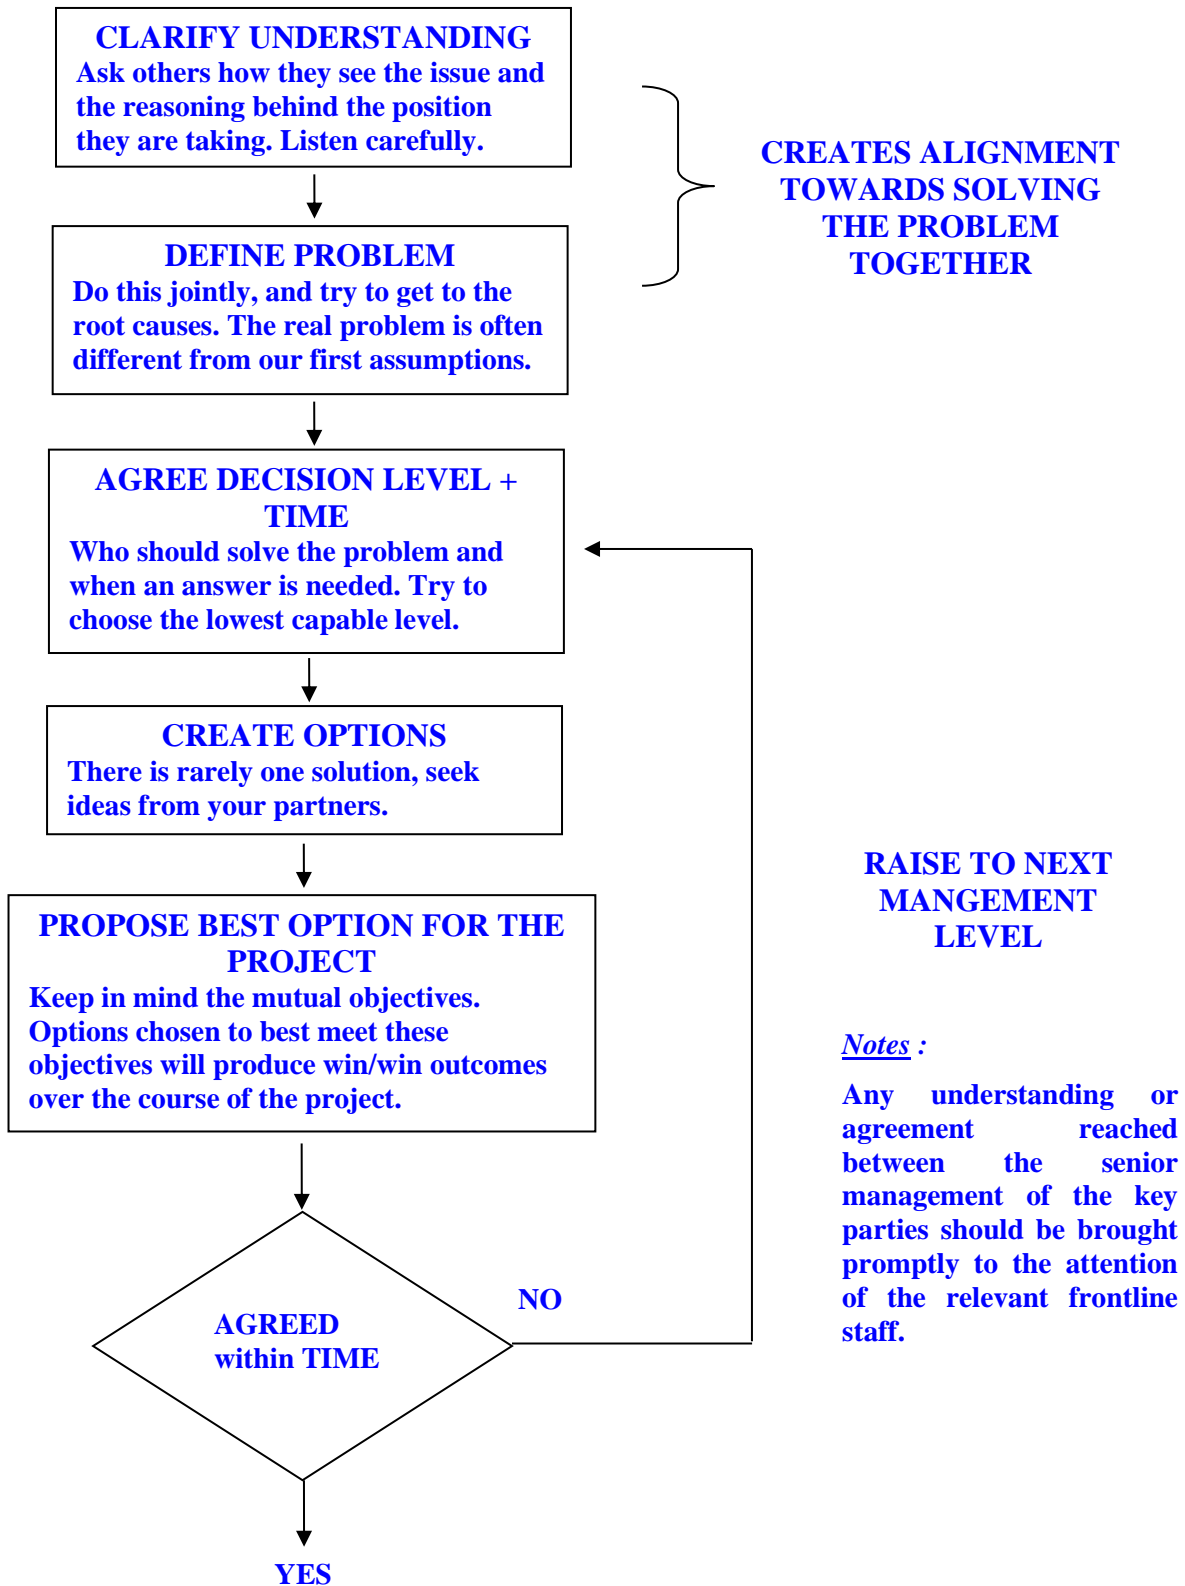 CLARIFY UNDERSTANDING
Ask others how they see the issue and
the reasoning behind the position
they are taking. Listen carefully.
CREATES ALIGNMENT
TOWARDS SOLVING
THE PROBLEM
TOGETHER
DEFINE PROBLEM
Do this jointly, and try to get to the
root causes. The real problem is often
different from our first assumptions.
AGREE DECISION LEVEL +
TIME
Who should solve the problem and
when an answer is needed. Try to
choose the lowest capable level.
CREATE OPTIONS
There is rarely one solution, seek
ideas from your partners.
PROPOSE BEST OPTION FOR THE
PROJECT
Keep in mind the mutual objectives.
Options chosen to best meet these
objectives will produce win/win outcomes
over the course of the project.
RAISE TO NEXT
MANGEMENT
LEVEL
Notes :
Any understanding or
agreement reached
between the senior
management of the key
parties should be brought
promptly to the attention
of the relevant frontline
staff.
AGREED
within TIME
NO
YES